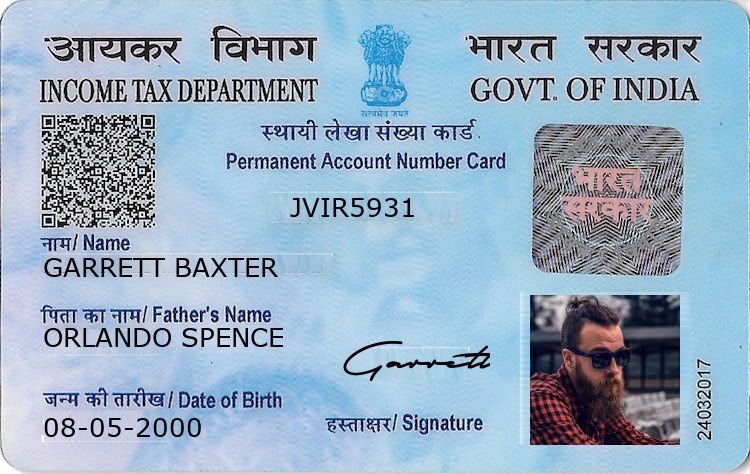 आयकर विभाग
भारत सरकार
INCOME TAX DEPARTMENT
GOVT. OF INDIA
सत्यमेव जयते
स्थायी लेखा संख्या कार्ड
Permanent Account Number Card
भारत
सरकार
JVIR5931
नाम/ Name
GARRETT BAXTER
पिता का नाम/ Father's Name
ORLANDO SPENCE
Garrett
जन्म की तारीख / Date of Birth
08-05-2000
हस्ताक्षर/ Signature
24032017